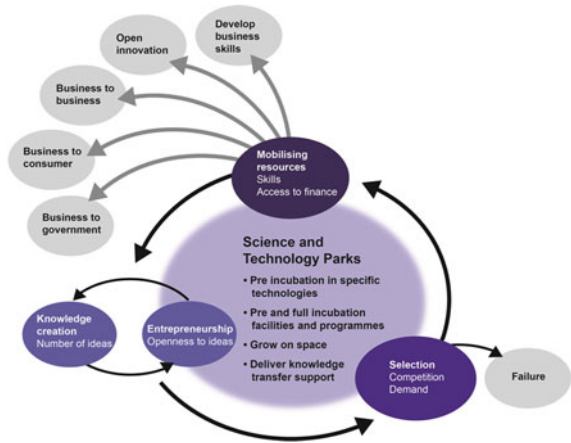 Develop
business
skills
Open
innovation
Business to
business
Business to
consumer
Business to
government
Mobilising
resources
Skills
Access to finance
Science and
Technology Parks
• Pre incubation in specific
technologies
• Pre and full incubation
facilities and programmes
• Grow on space
• Deliver knowledge
transfer support
Knowledge
creation
Number of ideas
Entrepreneurship
Openness to ideas
Selection
Competition
Demand
Failure